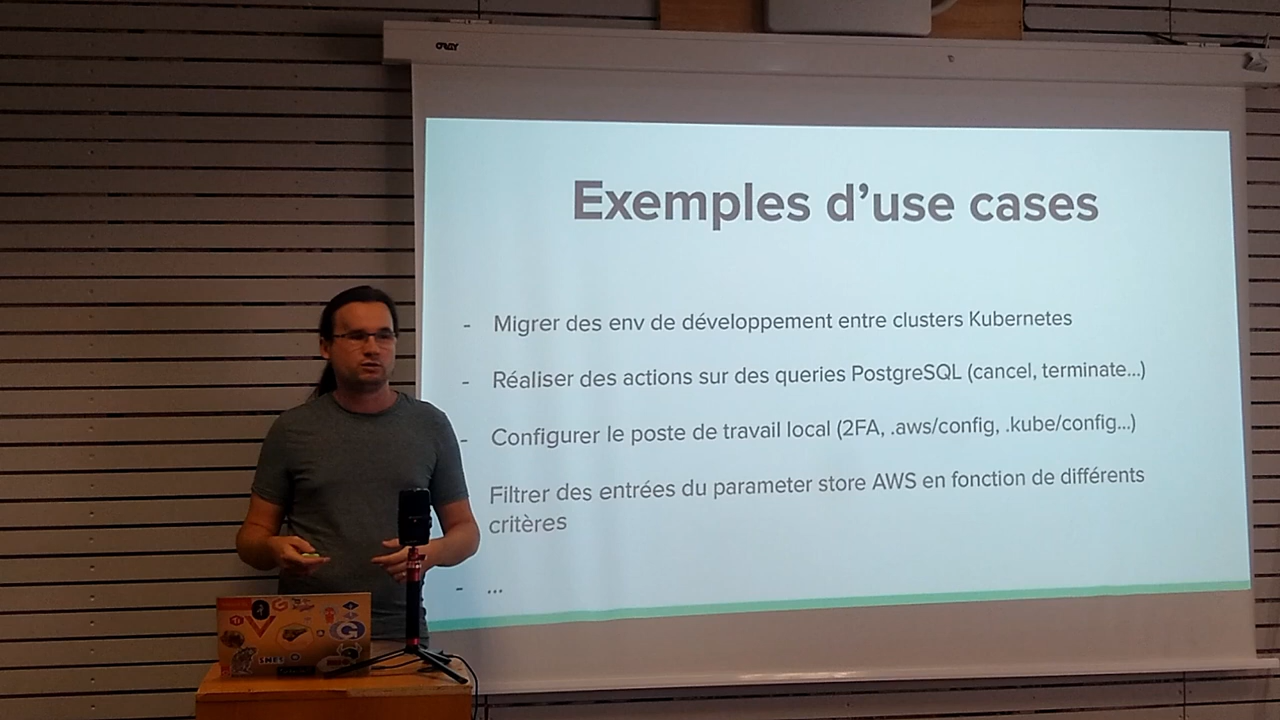 ORAY
Exemples d'use cases
- Migrer des env de développement entre clusters Kubernetes
- Réaliser des actions sur des queries PostgreSQL (cancel, terminate...)
- Configurer le poste de travail local (2FA, .aws/config, .kube/config...)
Filtrer des entrées du parameter store AWS en fonction de différents
critères
- ...